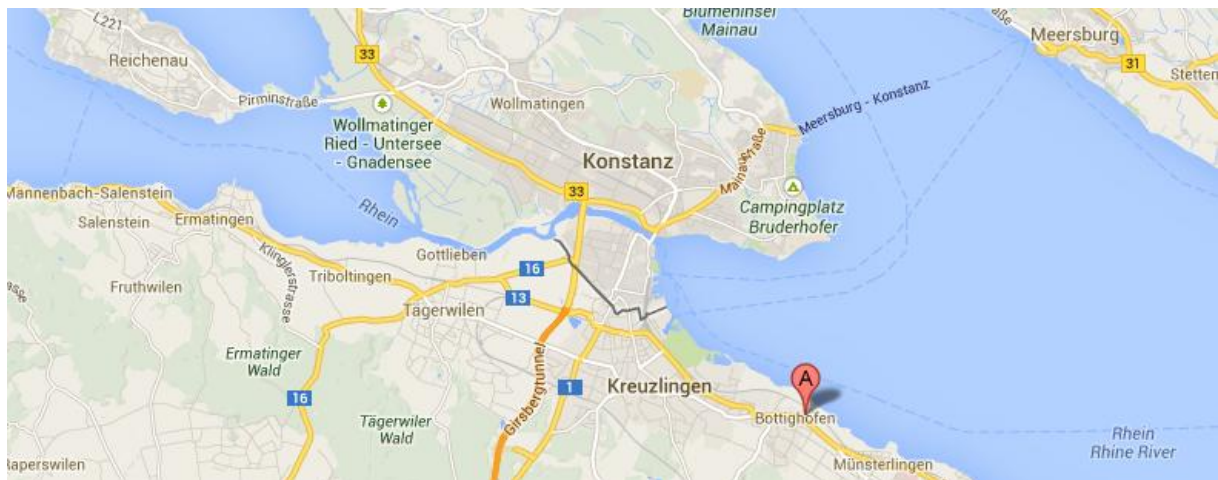 Blumeninsel
Mainau
L221
Reichenau
33
Meersburg
31
Stetten
Pirminstraße
Wollmatingen
Meersburg - Konstanz
Wollmatinger
Ried - Untersee
- Gnadensee
Konstanz
Mainaustraße
33
Campingplatz
Bruderhofer
Mannenbach-Salenstein
Salenstein
Ermatingen
Rhein
Gottlieben
Klinglerstrasse
Triboltingen
16
Fruthwilen
13
Tägerwilen
Ermatinger
Wald
16
Girsbergtunnel
1
Kreuzlingen
A
Tägerwiler
Wald
Bottighofen
Rhein
Rhine River
Münsterlingen
Raperswilen